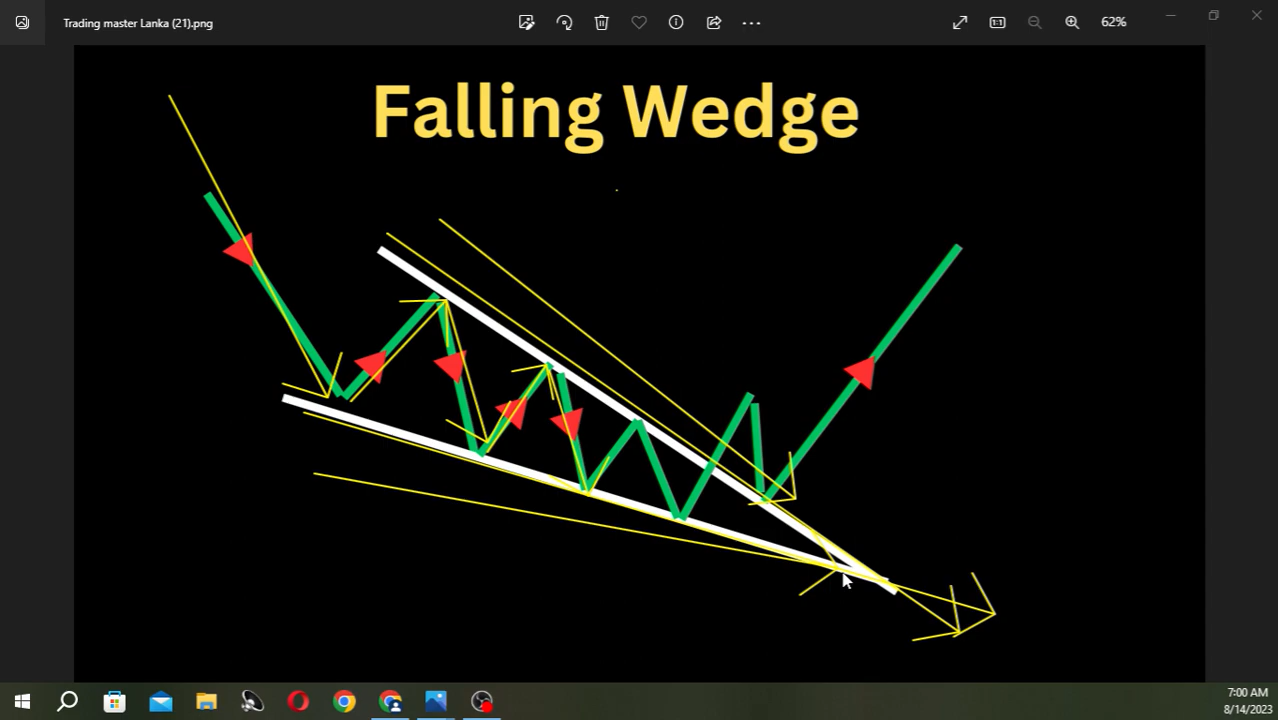 Trading master Lanka (21).png
62%
Falling Wedge
7:00 AM
8/14/2023